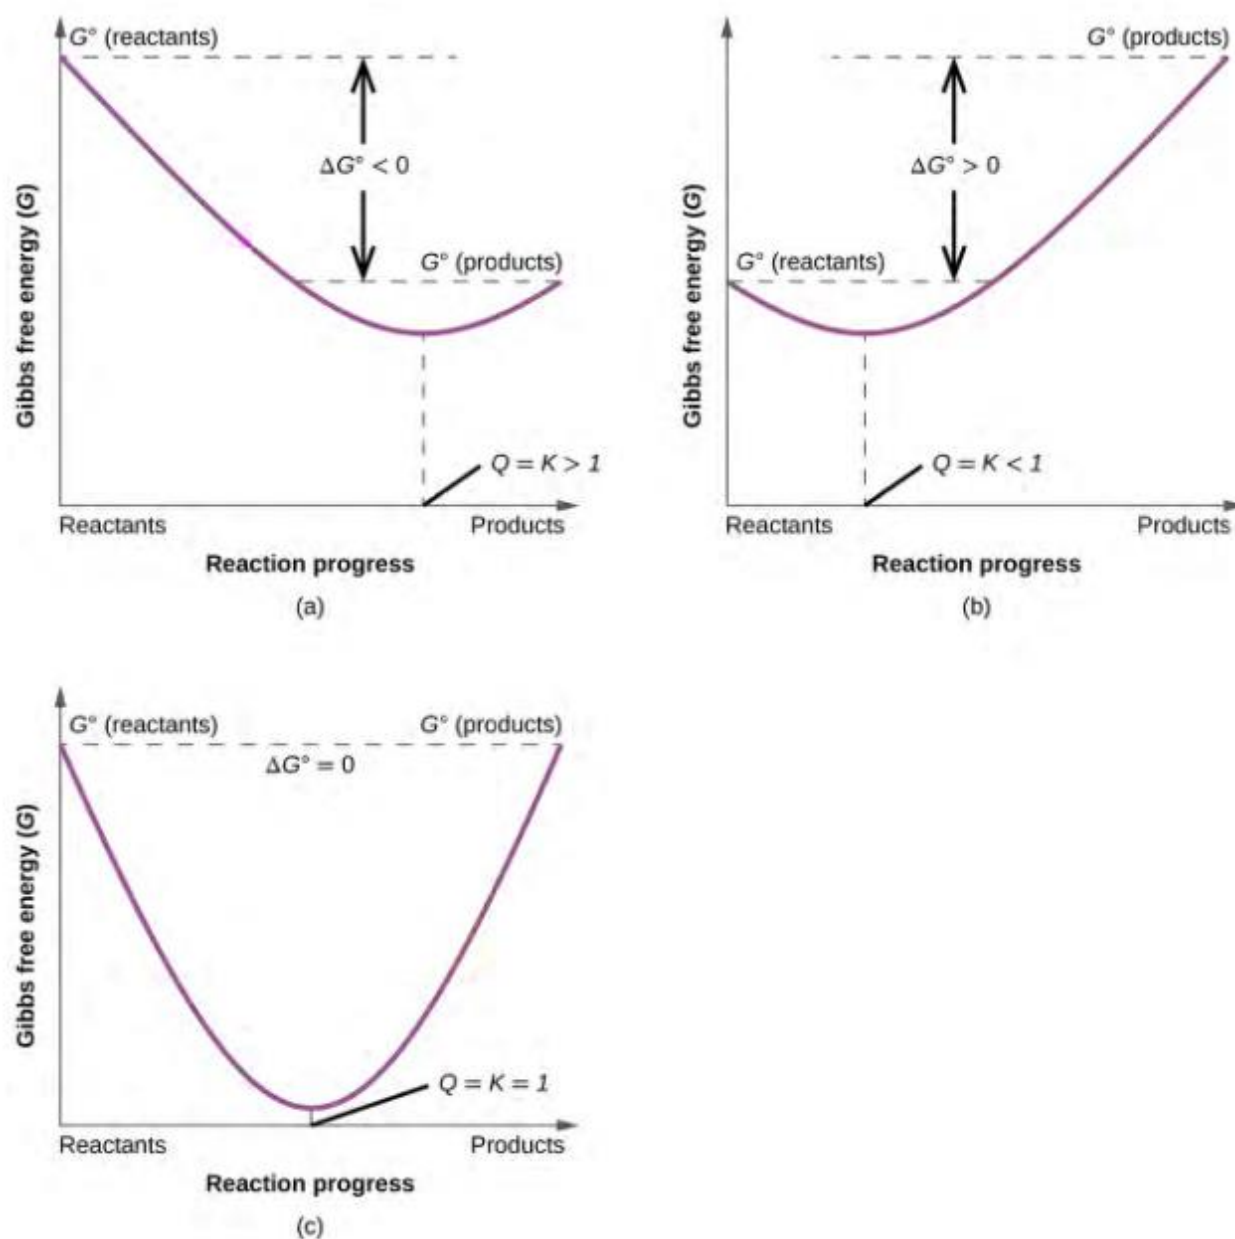 G° (reactants)
ΔG° < 0
G° (products)
Gibbs free energy (G)
Q = K > 1
Reactants
Products
Reaction progress
(a)
G° (products)
ΔG° > 0
G° (reactants)
Gibbs free energy (G)
Q = K < 1
Reactants
Products
Reaction progress
(b)
G° (reactants)
G° (products)
ΔG° = 0
Gibbs free energy (G)
Q = K = 1
Reactants
Products
Reaction progress
(c)